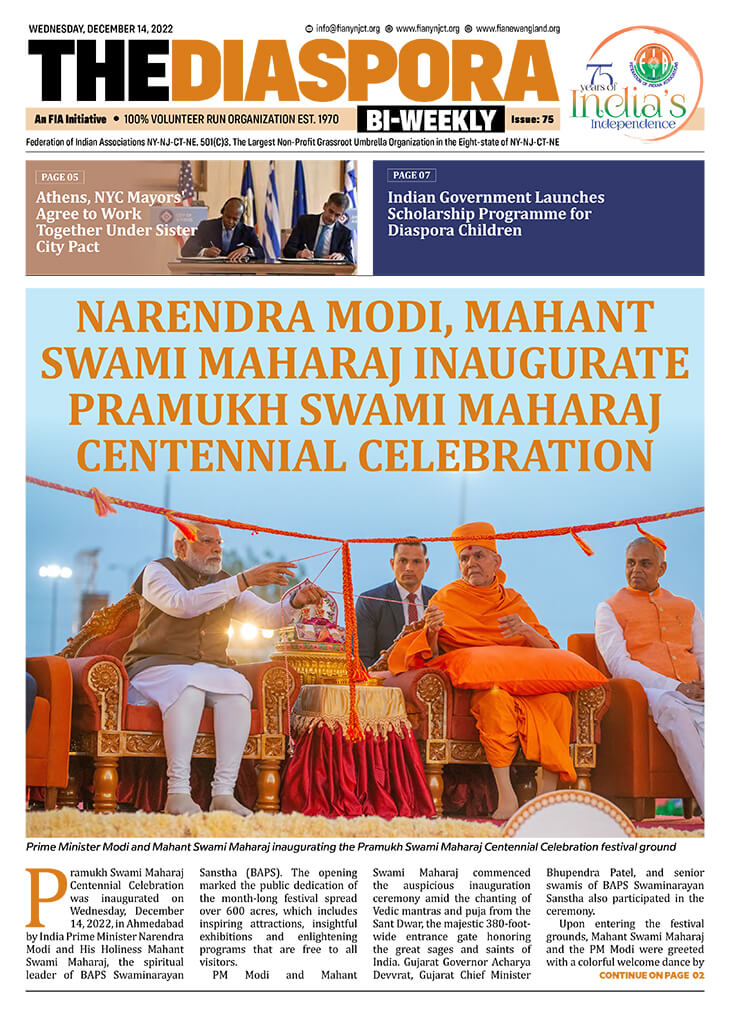 WEDNESDAY, DECEMBER 14, 2022
info@fianynjct.org www.fianynjct.org www.fianewengland.org
THEDIASPORA
An FIA Initiative • 100% VOLUNTEER RUN ORGANIZATION EST. 1970
BI-WEEKLY
Issue: 75
Federation of Indian Associations NY-NJ-CT-NE. 501(C)3. The Largest Non-Profit Grassroot Umbrella Organization in the Eight-state of NY-NJ-CT-NE
75
years of
India's
Independence
FIA
PAGE 05
Athens, NYC Mayors'
Agree to Work
Together Under Sister
City Pact
PAGE 07
Indian Government Launches
Scholarship Programme for
Diaspora Children
NARENDRA MODI, MAHANT
SWAMI MAHARAJ INAUGURATE
PRAMUKH SWAMI MAHARAJ
CENTENNIAL CELEBRATION
Prime Minister Modi and Mahant Swami Maharaj inaugurating the Pramukh Swami Maharaj Centennial Celebration festival ground
Pramukh Swami Maharaj
Centennial Celebration
was inaugurated on
Wednesday, December
14, 2022, in Ahmedabad
by India Prime Minister Narendra
Modi and His Holiness Mahant
Swami Maharaj, the spiritual
leader of BAPS Swaminarayan
Sanstha (BAPS). The opening
marked the public dedication of
the month-long festival spread
over 600 acres, which includes
inspiring attractions, insightful
exhibitions and enlightening
programs that are free to all
visitors.
PM Modi and Mahant
Swami Maharaj commenced
the auspicious inauguration
ceremony amid the chanting of
Vedic mantras and puja from the
Sant Dwar, the majestic 380-foot-
wide entrance gate honoring
the great sages and saints of
India. Gujarat Governor Acharya
Devvrat, Gujarat Chief Minister
Bhupendra Patel, and senior
swamis of BAPS Swaminarayan
Sanstha also participated in the
ceremony.
Upon entering the festival
grounds, Mahant Swami Maharaj
and the PM Modi were greeted
with a colorful welcome dance by
CONTINUE ON PAGE 02